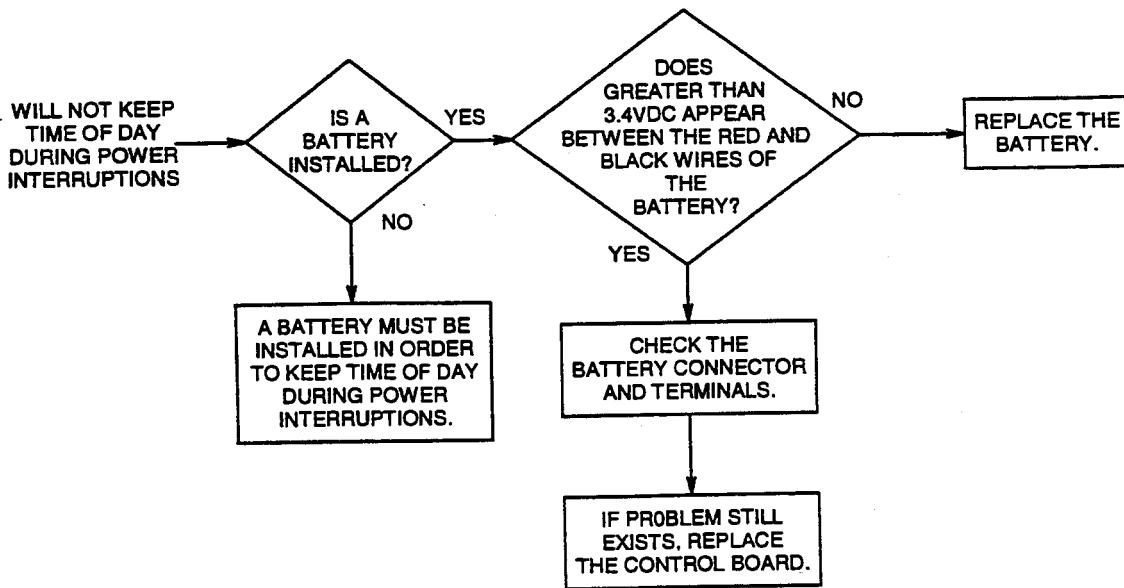 WILL NOT KEEP
TIME OF DAY
DURING POWER
INTERRUPTIONS
IS A
BATTERY
INSTALLED?
YES
NO
A BATTERY MUST BE
INSTALLED IN ORDER
TO KEEP TIME OF DAY
DURING POWER
INTERRUPTIONS.
DOES
GREATER THAN
3.4VDC APPEAR
BETWEEN THE RED AND
BLACK WIRES OF
THE
BATTERY?
NO
REPLACE THE
BATTERY.
YES
CHECK THE
BATTERY CONNECTOR
AND TERMINALS.
IF PROBLEM STILL
EXISTS, REPLACE
THE CONTROL BOARD.